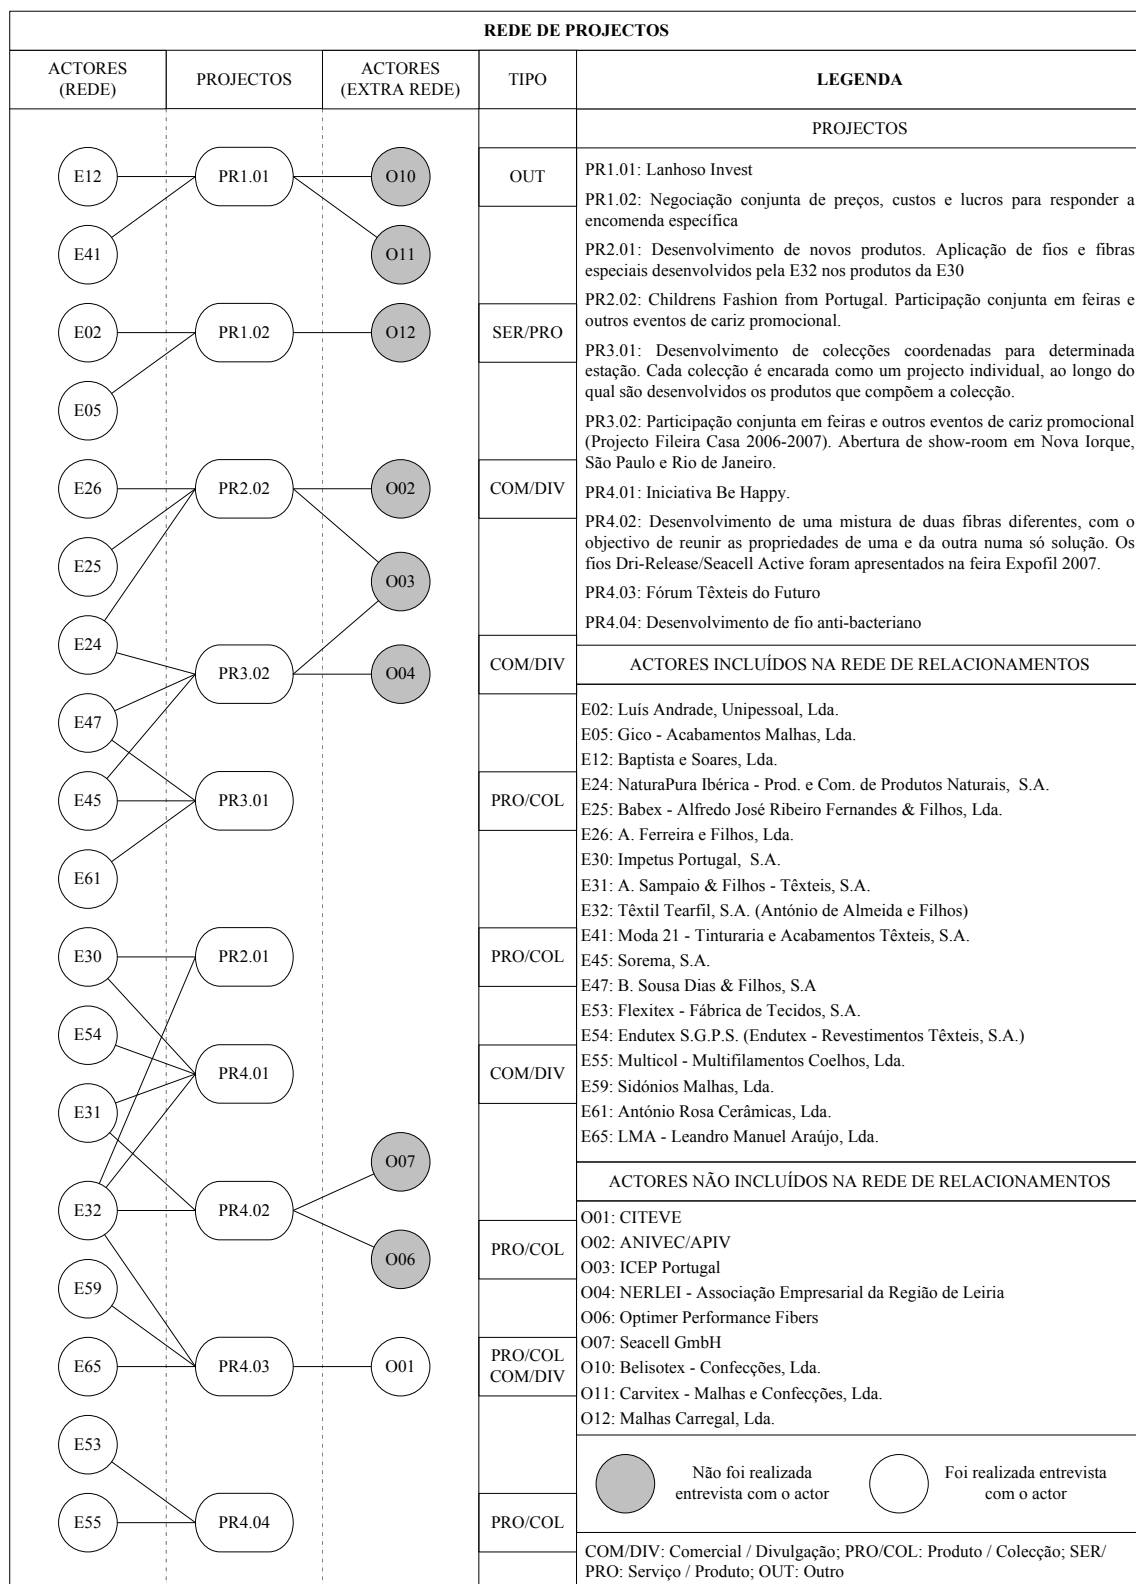 REDE DE PROJECTOS
ACTORES
(REDE)
PROJECTOS
ACTORES
(EXTRA REDE)
TIPO
LEGENDA
E12
PR1.01
O10
OUT
E41
O11
E02
PR1.02
O12
SER/PRO
E05
E26
PR2.02
O02
COM/DIV
E25
O03
E24
PR3.02
O04
COM/DIV
E47
E45
PR3.01
PRO/COL
E61
E30
PR2.01
PRO/COL
E54
PR4.01
COM/DIV
E31
O07
E32
PR4.02
O06
PRO/COL
E59
E65
PR4.03
O01
PRO/COL
COM/DIV
E53
E55
PR4.04
PRO/COL
PROJECTOS
PR1.01: Lanhoso Invest
PR1.02: Negociação conjunta de preços, custos e lucros para responder a
encomenda específica
PR2.01: Desenvolvimento de novos produtos. Aplicação de fios e fibras
especiais desenvolvidos pela E32 nos produtos da E30
PR2.02: Childrens Fashion from Portugal. Participação conjunta em feiras e
outros eventos de cariz promocional.
PR3.01: Desenvolvimento de colecções coordenadas para determinada
estação. Cada colecção é encarada como um projecto individual, ao longo do
qual são desenvolvidos os produtos que compõem a colecção.
PR3.02: Participação conjunta em feiras e outros eventos de cariz promocional
(Projecto Fileira Casa 2006-2007). Abertura de show-room em Nova Iorque,
São Paulo e Rio de Janeiro.
PR4.01: Iniciativa Be Happy.
PR4.02: Desenvolvimento de uma mistura de duas fibras diferentes, com o
objectivo de reunir as propriedades de uma e da outra numa só solução. Os
fios Dri-Release/Seacell Active foram apresentados na feira Expofil 2007.
PR4.03: Fórum Têxteis do Futuro
PR4.04: Desenvolvimento de fio anti-bacteriano
ACTORES INCLUÍDOS NA REDE DE RELACIONAMENTOS
E02: Luís Andrade, Unipessoal, Lda.
E05: Gico - Acabamentos Malhas, Lda.
E12: Baptista e Soares, Lda.
E24: NaturaPura Ibérica - Prod. e Com. de Produtos Naturais, S.A.
E25: Babex - Alfredo José Ribeiro Fernandes & Filhos, Lda.
E26: A. Ferreira e Filhos, Lda.
E30: Impetus Portugal, S.A.
E31: A. Sampaio & Filhos - Têxteis, S.A.
E32: Têxtil Tearfil, S.A. (António de Almeida e Filhos)
E41: Moda 21 - Tinturaria e Acabamentos Têxteis, S.A.
E45: Sorema, S.A.
E47: B. Sousa Dias & Filhos, S.A
E53: Flexitex - Fábrica de Tecidos, S.A.
E54: Endutex S.G.P.S. (Endutex - Revestimentos Têxteis, S.A.)
E55: Multicol - Multifilamentos Coelhos, Lda.
E59: Sidónios Malhas, Lda.
E61: António Rosa Cerâmicas, Lda.
E65: LMA - Leandro Manuel Araújo, Lda.
ACTORES NÃO INCLUÍDOS NA REDE DE RELACIONAMENTOS
O01: CITEVE
O02: ANIVEC/APIV
O03: ICEP Portugal
O04: NERLEI - Associação Empresarial da Região de Leiria
O06: Optimer Performance Fibers
O07: Seacell GmbH
O10: Belisotex - Confecções, Lda.
O11: Carvitex - Malhas e Confecções, Lda.
O12: Malhas Carregal, Lda.
Não foi realizada
entrevista com o actor
Foi realizada entrevista
com o actor
COM/DIV: Comercial / Divulgação; PRO/COL: Produto / Colecção; SER/
PRO: Serviço / Produto; OUT: Outro